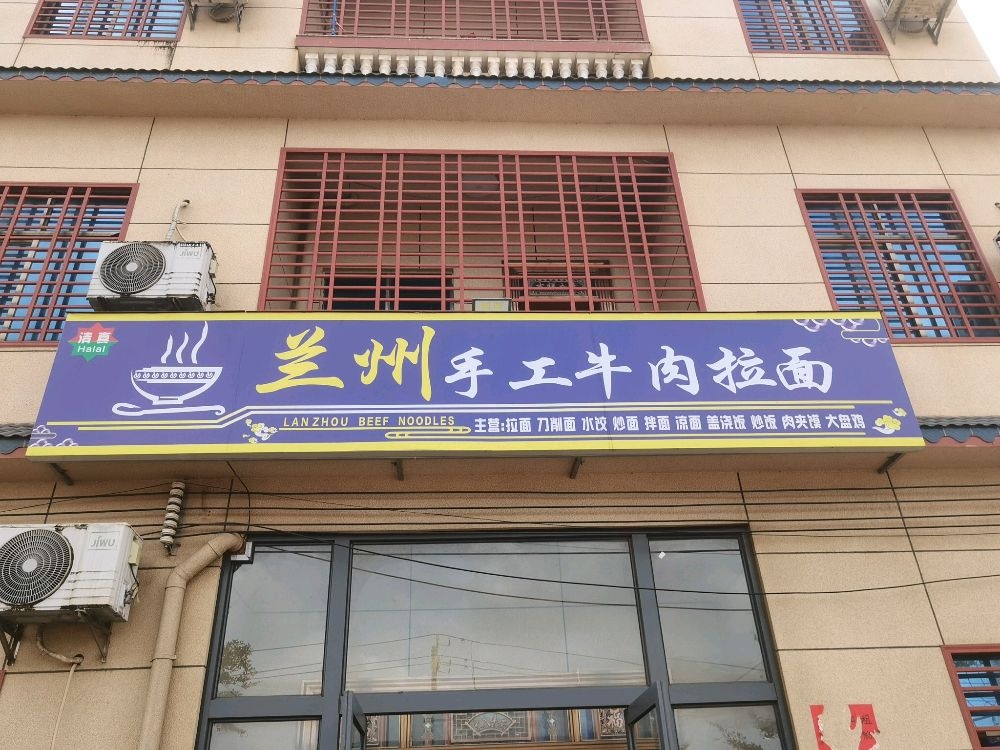 清真
Halal
兰州手工牛肉拉面
LANZHOU BEEF NOODLES
主营:拉面 刀削面 水饺 炒面 拌面 凉面 盖浇饭 炒饭 肉夹馍 大盘鸡
JIWU
JIWU